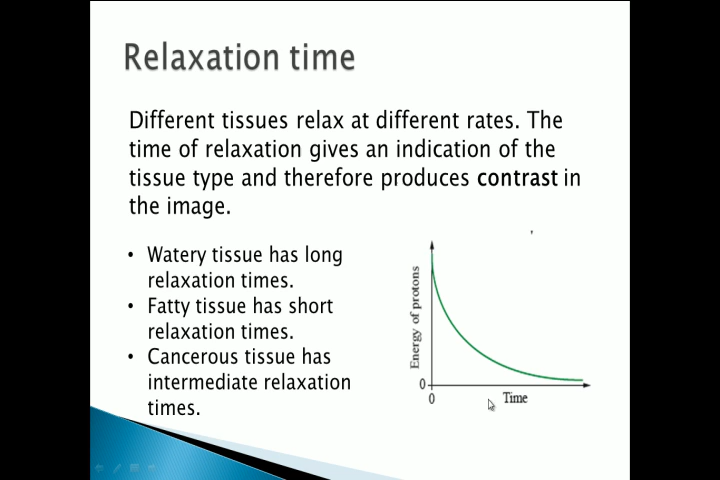 Relaxation time
Different tissues relax at different rates. The
time of relaxation gives an indication of the
tissue type and therefore produces contrast in
the image.
• Watery tissue has long
relaxation times.
• Fatty tissue has short
relaxation times.
• Cancerous tissue has
intermediate relaxation
times.
Energy of protons
0
0
Time